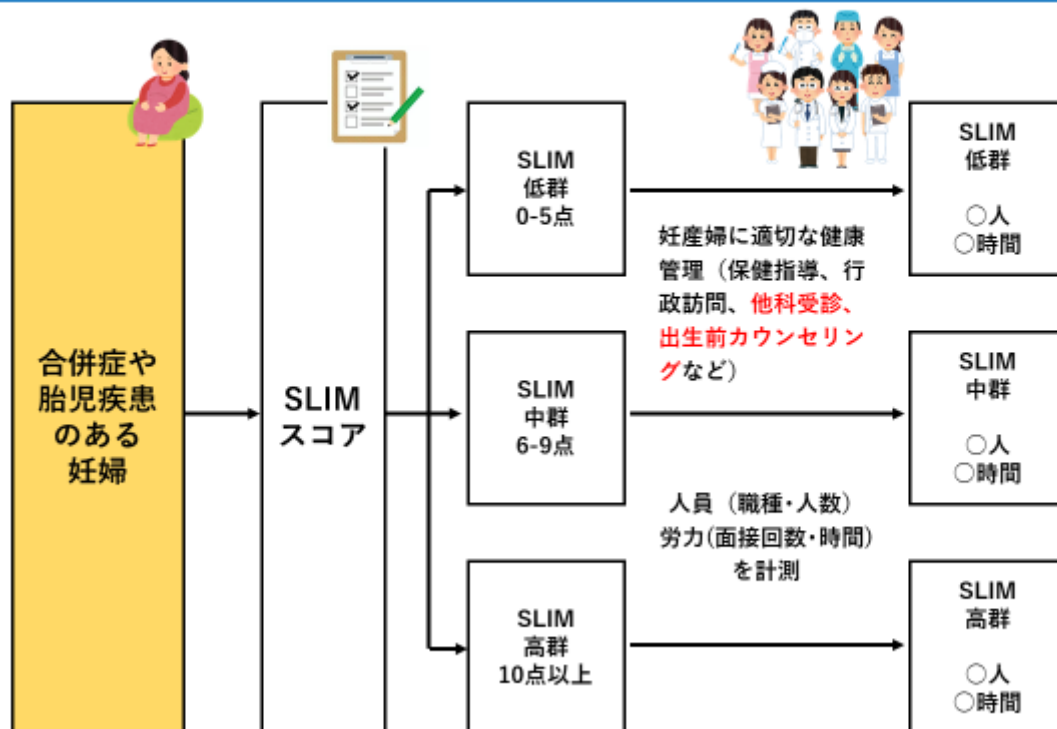 合併症や
胎児疾患
のある
妊婦
SLIM
スコア
SLIM
低群
0-5点
SLIM
中群
6-9点
SLIM
高群
10点以上
妊産婦に適切な健康
管理（保健指導、行
政訪問、他科受診、
出生前カウンセリン
グなど）
人員（職種・人数）
労力(面接回数・時間)
を計測
SLIM
低群
○人
○時間
SLIM
中群
○人
○時間
SLIM
高群
○人
○時間